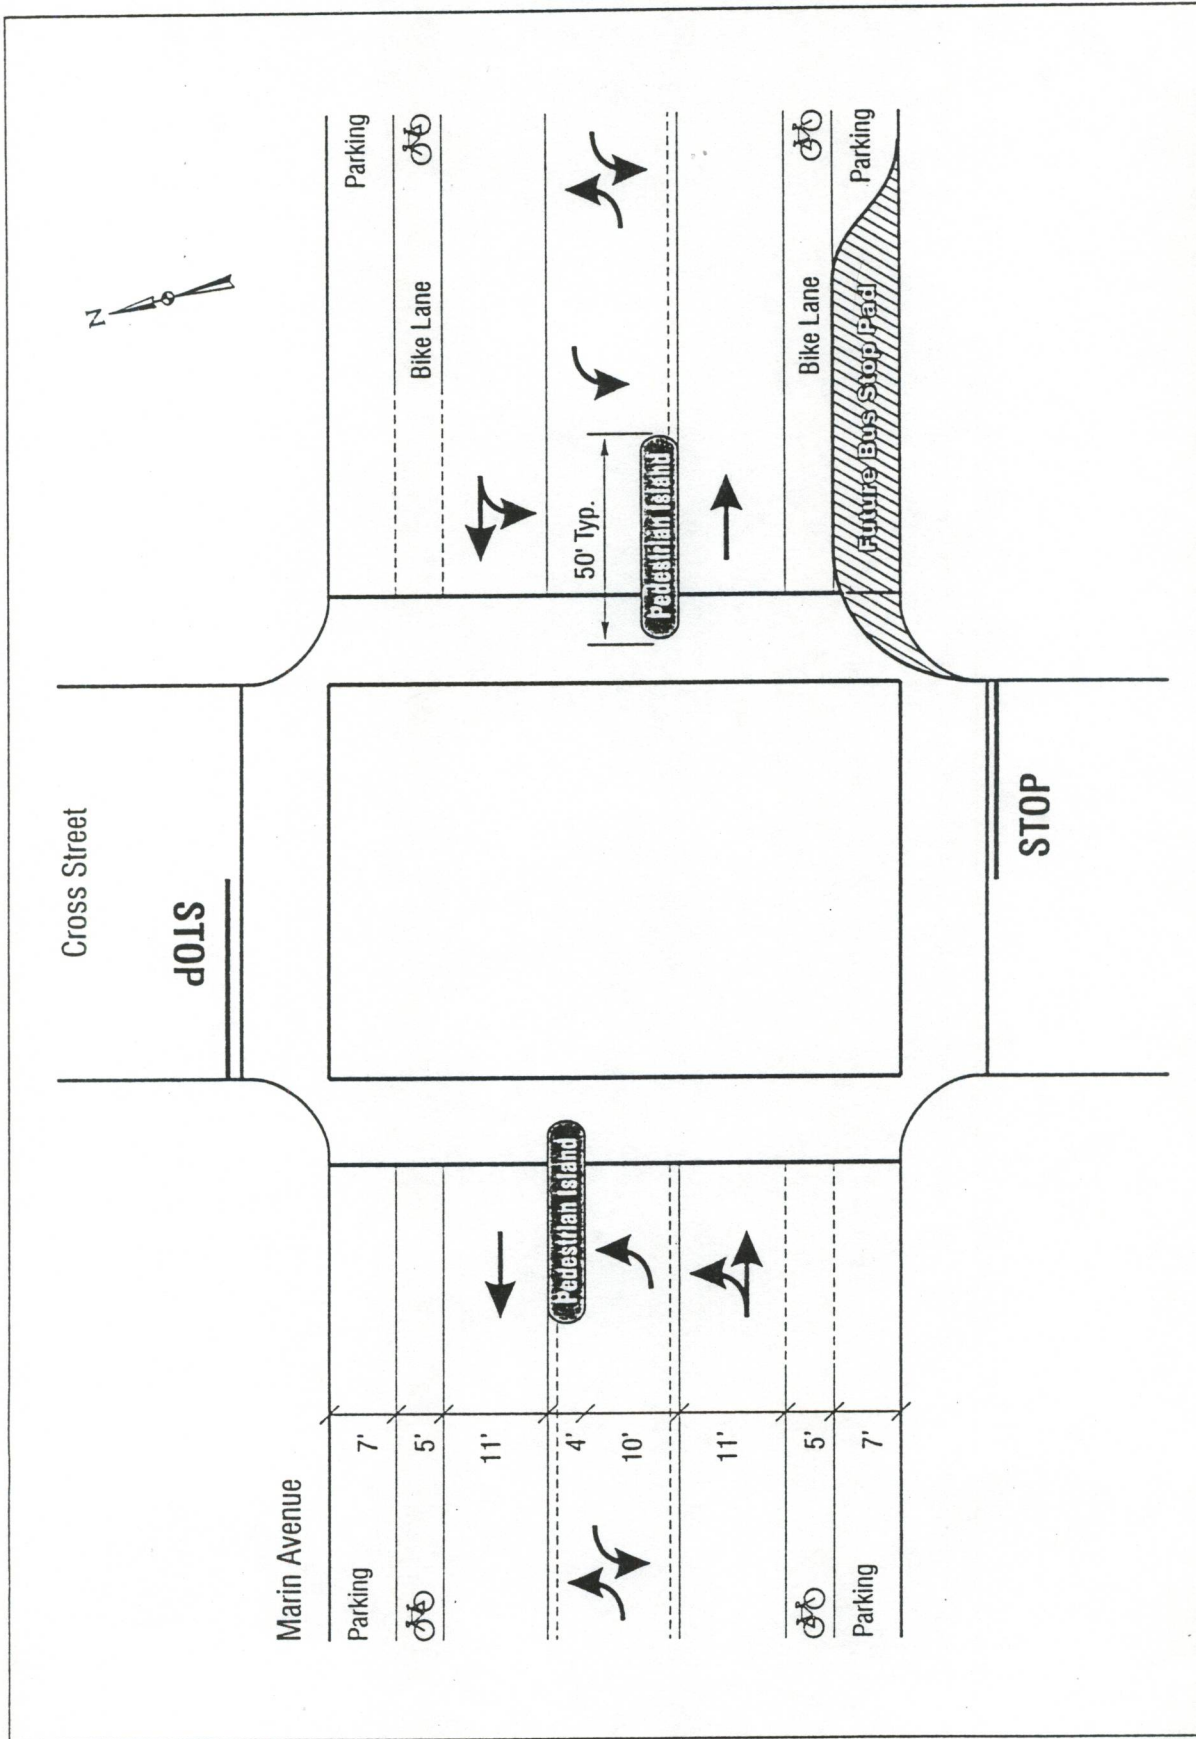 N
Cross Street
STOP
Marin Avenue
Parking
Parking
Bike Lane
7'
5'
11'
4'
10'
11'
5'
7'
50' Typ.
Pedestrian Island
Pedestrian Island
Bike Lane
Parking
Parking
Future Bus Stop Pad
STOP